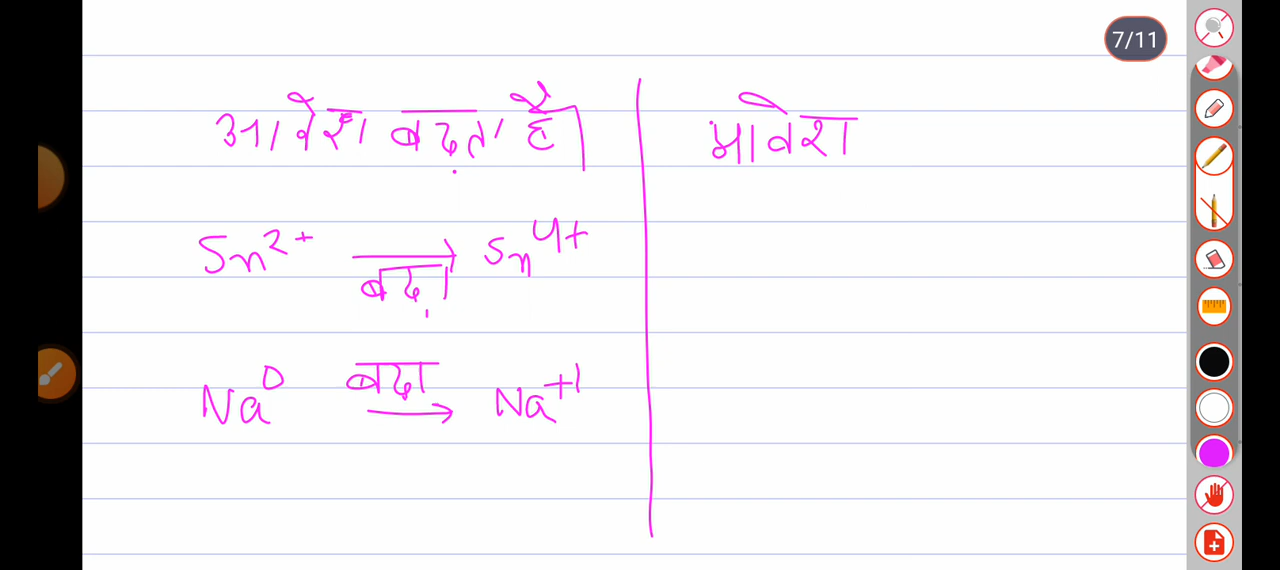 7/11
आवेश बढ़ता है
आवेश
Sn²⁺ बढ़ा → Sn⁴⁺
Na⁰ बढ़ा → Na⁺¹